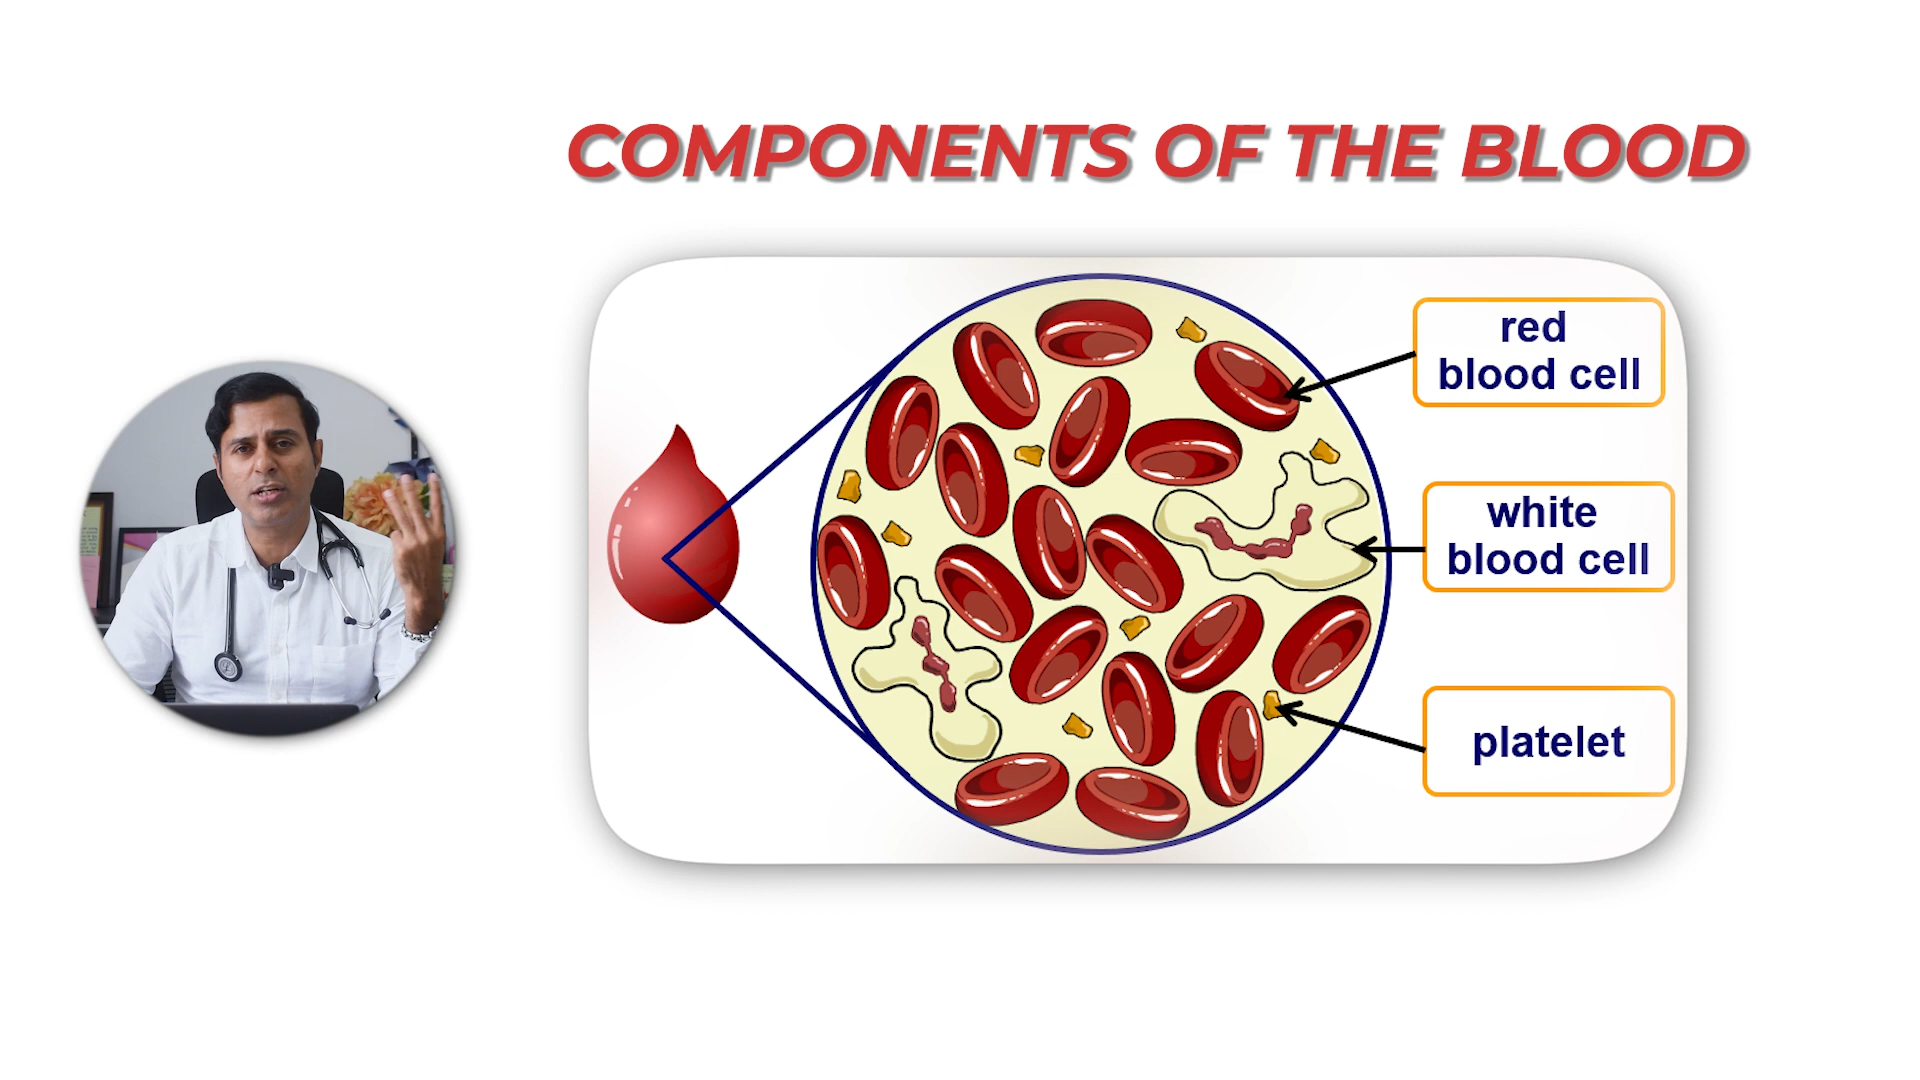 COMPONENTS OF THE BLOOD
red
blood cell
white
blood cell
platelet